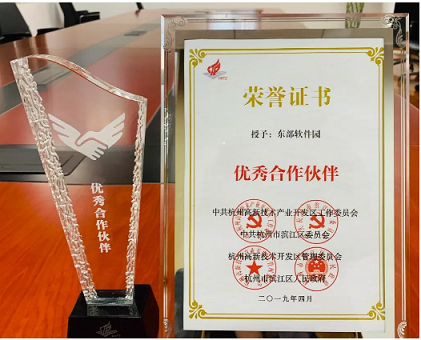 优秀合作伙伴
荣誉证书
授予：东部软件园
优秀合作伙伴
中共杭州高新技术产业开发区工作委员会
中共杭州市滨江区委员会
杭州高新技术开发区管理委员会
杭州市滨江区人民政府
二〇一九年四月